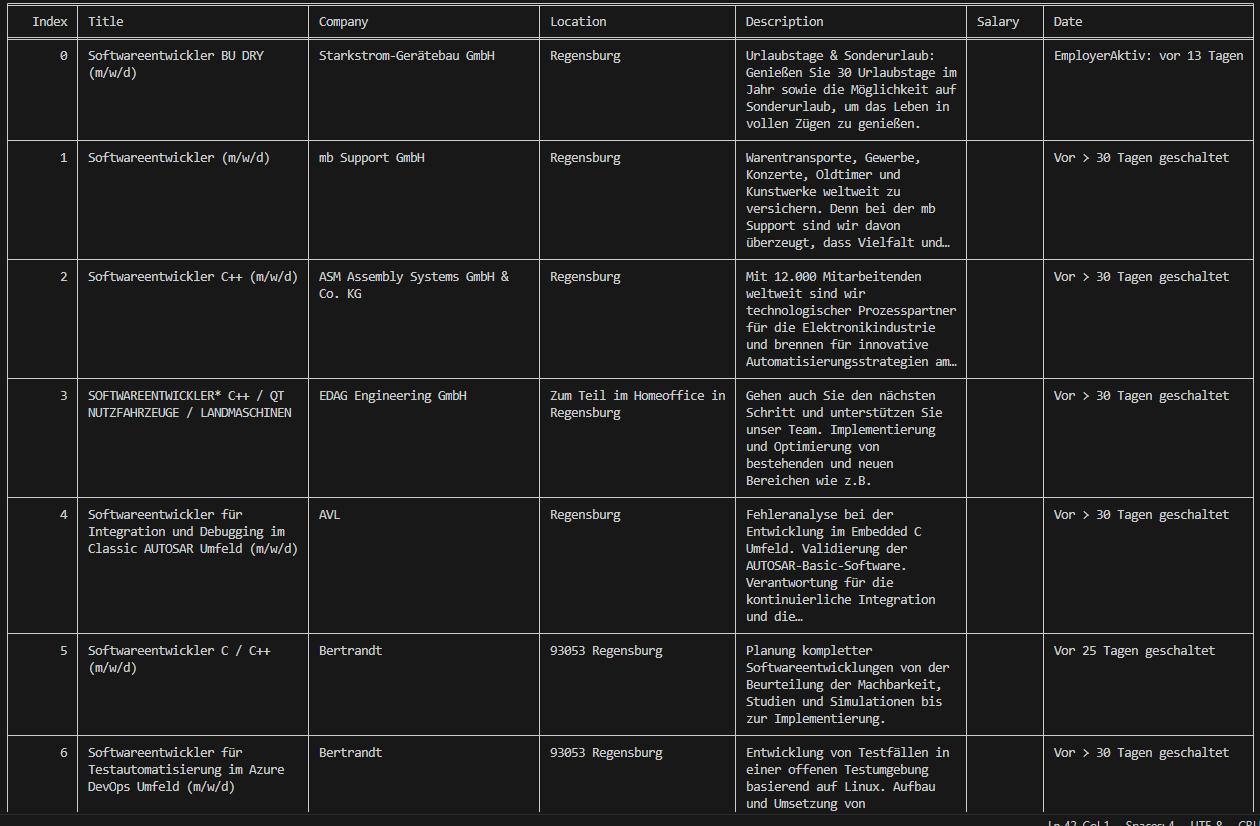 Index Title Company Location Description Salary Date
0 Softwareentwickler BU DRY (m/w/d) Starkstrom-Gerätebau GmbH Regensburg Urlaubstage & Sonderurlaub: Genießen Sie 30 Urlaubstage im Jahr sowie die Möglichkeit auf Sonderurlaub, um das Leben in vollen Zügen zu genießen. EmployerAktiv: vor 13 Tagen
1 Softwareentwickler (m/w/d) mb Support GmbH Regensburg Warentransporte, Gewerbe, Konzerte, Oldtimer und Kunstwerke weltweit zu versichern. Denn bei der mb Support sind wir davon überzeugt, dass Vielfalt und… Vor > 30 Tagen geschaltet
2 Softwareentwickler C++ (m/w/d) ASM Assembly Systems GmbH & Co. KG Regensburg Mit 12.000 Mitarbeitenden weltweit sind wir technologischer Prozesspartner für die Elektronikindustrie und brennen für innovative Automatisierungsstrategien am… Vor > 30 Tagen geschaltet
3 SOFTWAREENTWICKLER* C++ / QT NUTZFAHRZEUGE / LANDMASCHINEN EDAG Engineering GmbH Zum Teil im Homeoffice in Regensburg Gehen auch Sie den nächsten Schritt und unterstützen Sie unser Team. Implementierung und Optimierung von bestehenden und neuen Bereichen wie z.B. Vor > 30 Tagen geschaltet
4 Softwareentwickler für Integration und Debugging im Classic AUTOSAR Umfeld (m/w/d) AVL Regensburg Fehleranalyse bei der Entwicklung im Embedded C Umfeld. Validierung der AUTOSAR-Basic-Software. Verantwortung für die kontinuierliche Integration und die… Vor > 30 Tagen geschaltet
5 Softwareentwickler C / C++ (m/w/d) Bertrandt 93053 Regensburg Planung kompletter Softwareentwicklungen von der Beurteilung der Machbarkeit, Studien und Simulationen bis zur Implementierung. Vor 25 Tagen geschaltet
6 Softwareentwickler für Testautomatisierung im Azure DevOps Umfeld (m/w/d) Bertrandt 93053 Regensburg Entwicklung von Testfällen in einer offenen Testumgebung basierend auf Linux. Aufbau und Umsetzung von Vor > 30 Tagen geschaltet